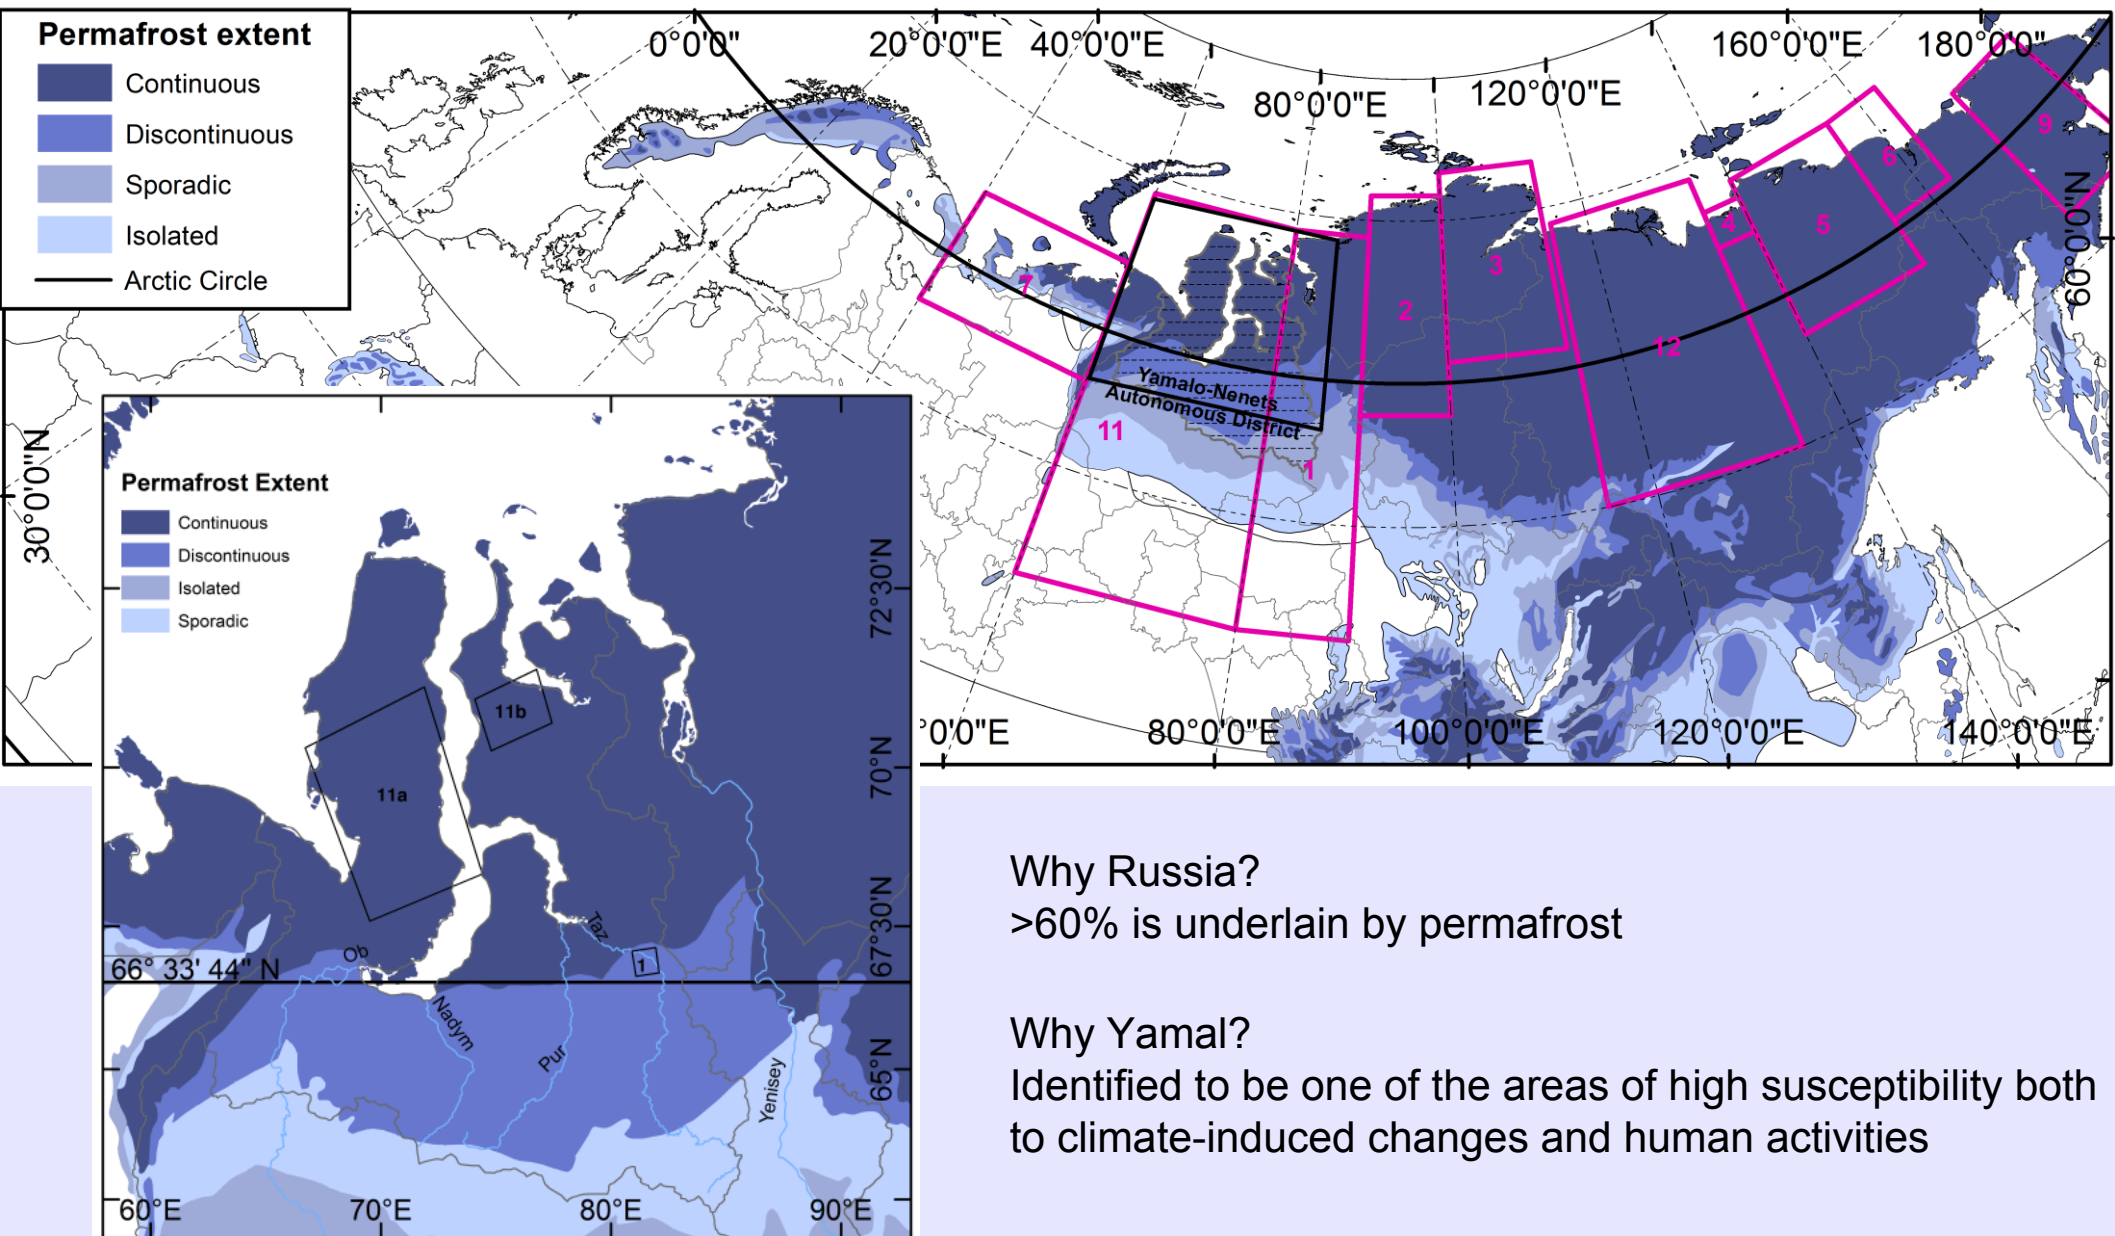 Permafrost extent
Continuous
Discontinuous
Sporadic
Isolated
Arctic Circle
0°0'0"
20°0'0"E
40°0'0"E
80°0'0"E
120°0'0"E
160°0'0"E
180°0'0"
60°0'0"N
30°0'0"N
7
2
3
12
4
5
6
9
11
1
Yamalo-Nenets
Autonomous District
°0'0"E
80°0'0"E
100°0'0"E
120°0'0"E
140°0'0"E
Permafrost Extent
Continuous
Discontinuous
Isolated
Sporadic
72°30'N
70°N
67°30'N
65°N
11b
11a
1
Taz
Ob
66° 33' 44" N
Nadym
Pur
Yenisey
60°E
70°E
80°E
90°E
Why Russia?
>60% is underlain by permafrost
Why Yamal?
Identified to be one of the areas of high susceptibility both
to climate-induced changes and human activities